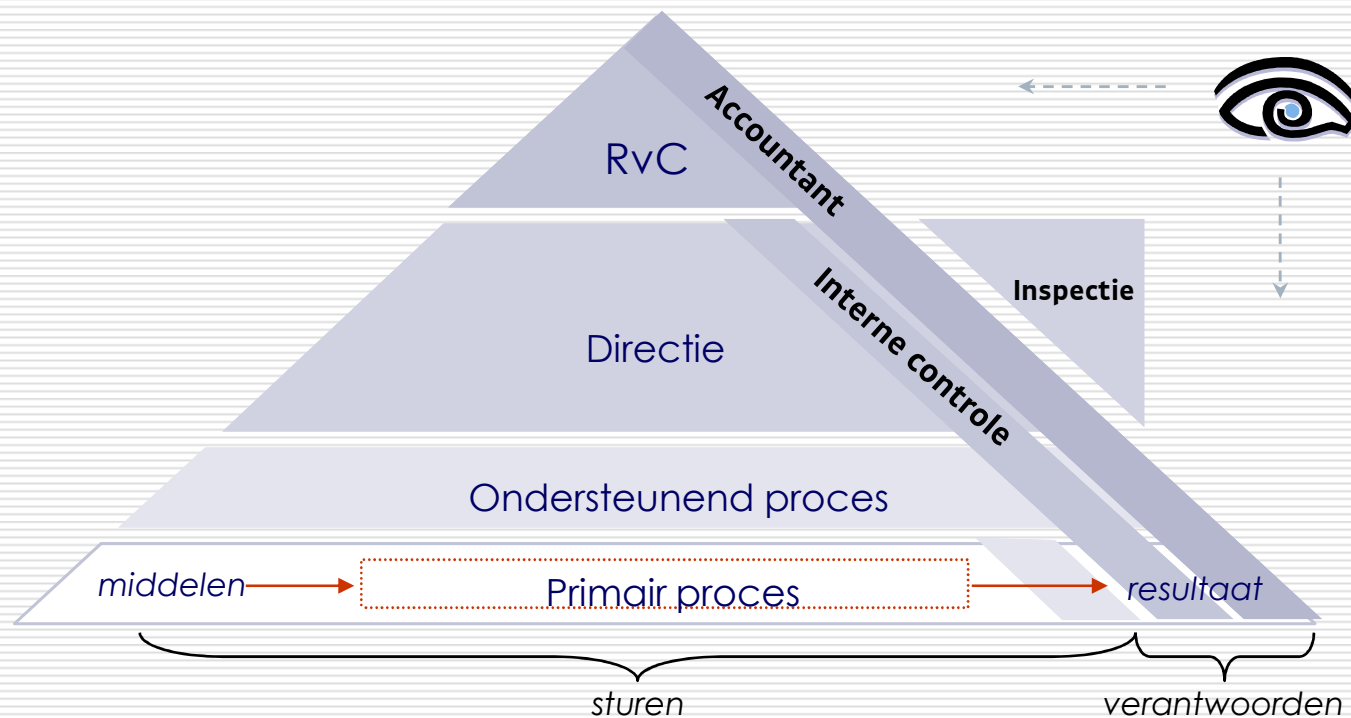 Accountant
RvC
Inspectie
Interne controle
Directie
Ondersteunend proces
middelen
Primair proces
resultaat
sturen
verantwoorden